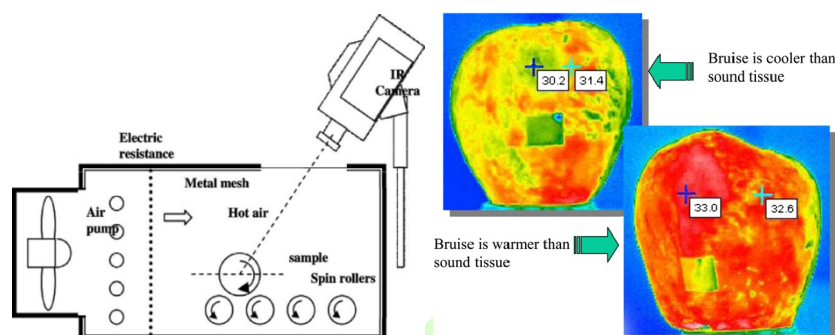 IR
Camera
Electric
resistance
Metal mesh
Air
pump
Hot air
sample
Spin rollers
30.2
31.4
Bruise is cooler than
sound tissue
33.0
32.6
Bruise is warmer than
sound tissue